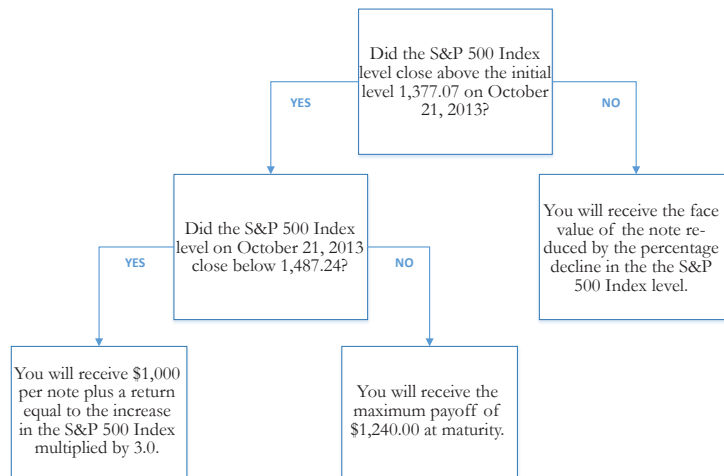 Did the S&P 500 Index
level close above the initial
level 1,377.07 on October
21, 2013?
YES
NO
Did the S&P 500 Index
level on October 21, 2013
close below 1,487.24?
You will receive the face
value of the note re-
duced by the percentage
decline in the the S&P
500 Index level.
YES
NO
You will receive $1,000
per note plus a return
equal to the increase
in the S&P 500 Index
multiplied by 3.0.
You will receive the
maximum payoff of
$1,240.00 at maturity.